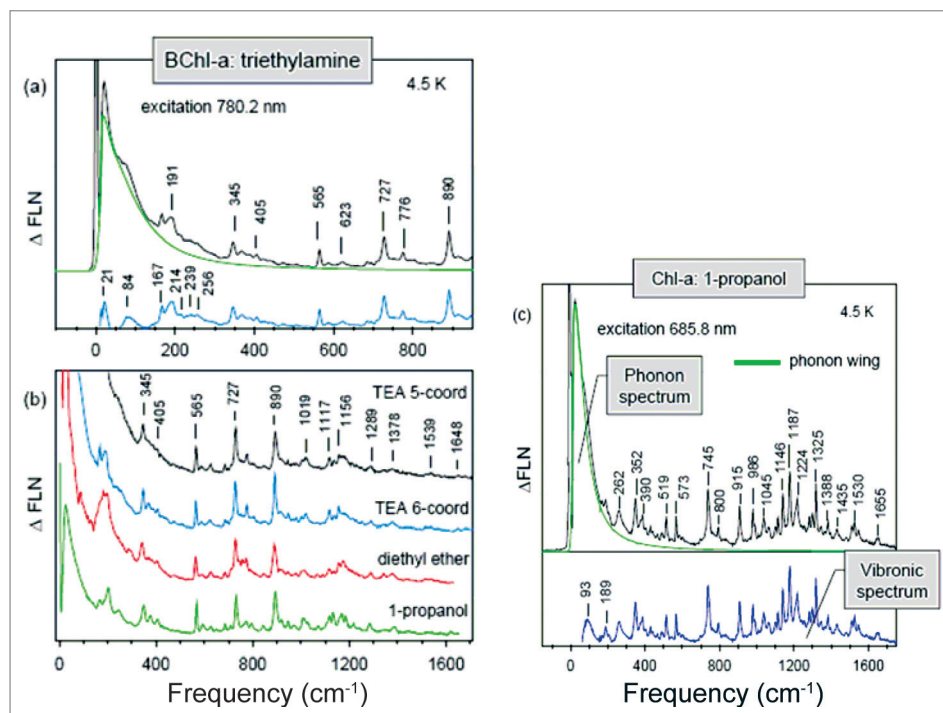 BChl-a: triethylamine
(a)
4.5 K
excitation 780.2 nm
Δ FLN
191
345
405
565
623
727
776
890
21
84
167
214
239
256
0
200
400
600
800
(b)
Δ FLN
TEA 5-coord
345
405
565
727
890
1019
1117
1156
1289
1378
1539
1648
TEA 6-coord
diethyl ether
1-propanol
0
400
800
1200
1600
Frequency (cm⁻¹)
Chl-a: 1-propanol
(c)
4.5 K
excitation 685.8 nm
phonon wing
Phonon
spectrum
ΔFLN
262
352
390
519
573
745
800
915
986
1045
1146
1187
1224
1325
1388
1435
1530
1655
93
189
Vibronic
spectrum
0
400
800
1200
1600
Frequency (cm⁻¹)